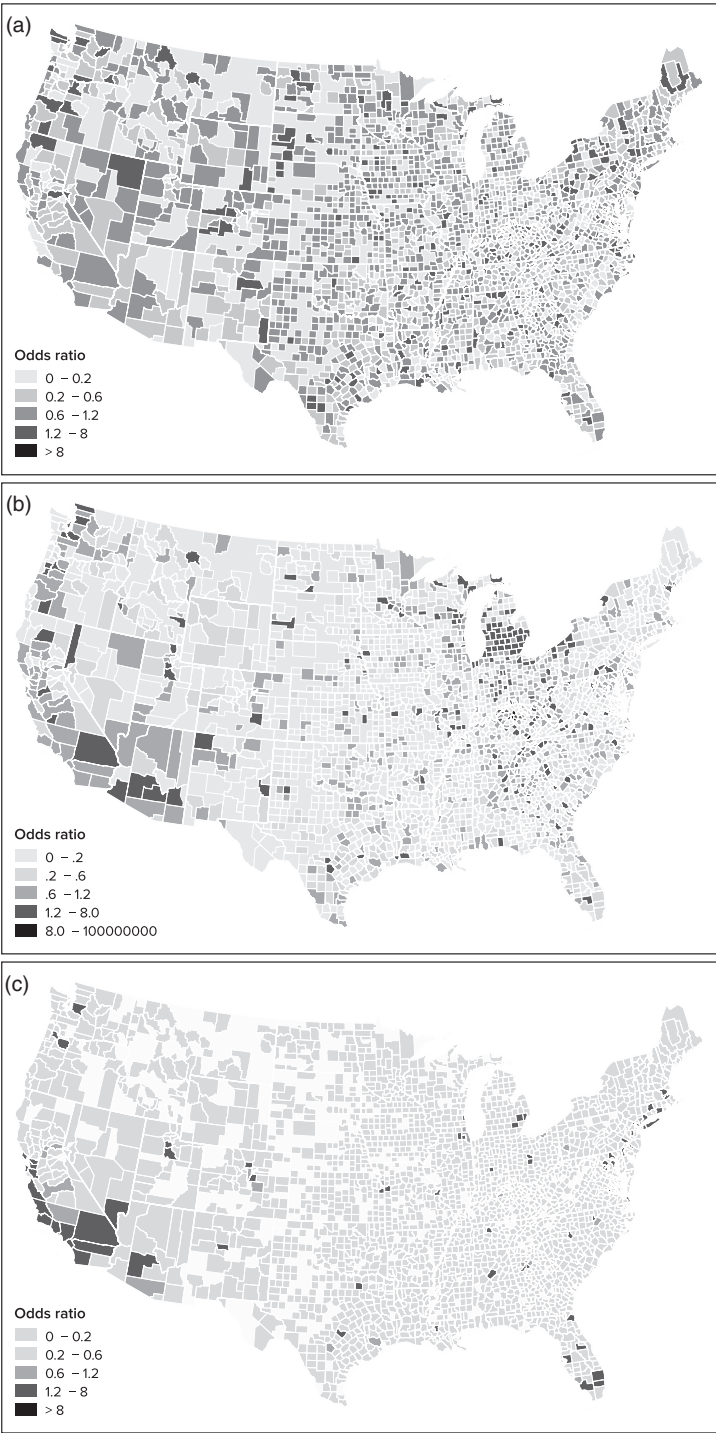 (a)
Odds ratio
0 – 0.2
0.2 – 0.6
0.6 – 1.2
1.2 – 8
> 8
(b)
Odds ratio
0 – .2
.2 – .6
.6 – 1.2
1.2 – 8.0
8.0 – 100000000
(c)
Odds ratio
0 – 0.2
0.2 – 0.6
0.6 – 1.2
1.2 – 8
> 8